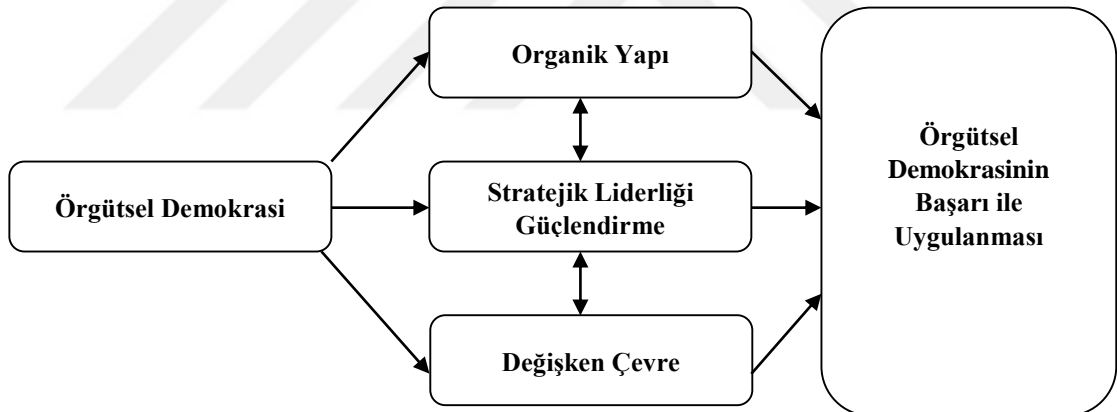 Organik Yapı
Örgütsel Demokrasi
Stratejik Liderliği
Güçlendirme
Değişken Çevre
Örgütsel
Demokrasinin
Başarı ile
Uygulanması